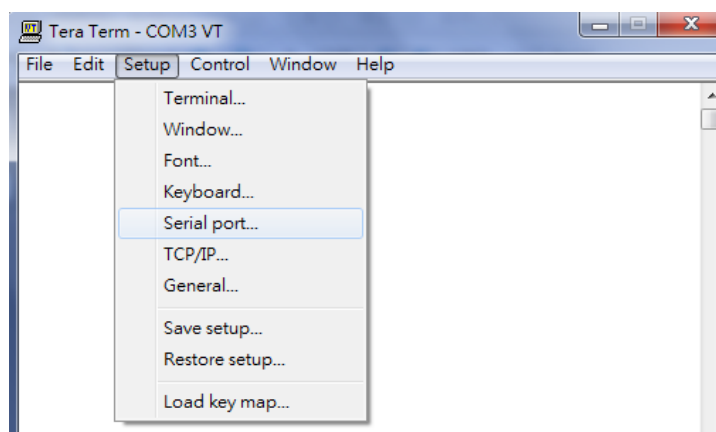 Tera Term - COM3 VT
File Edit Setup Control Window Help
Terminal...
Window...
Font...
Keyboard...
Serial port...
TCP/IP...
General...
Save setup...
Restore setup...
Load key map...